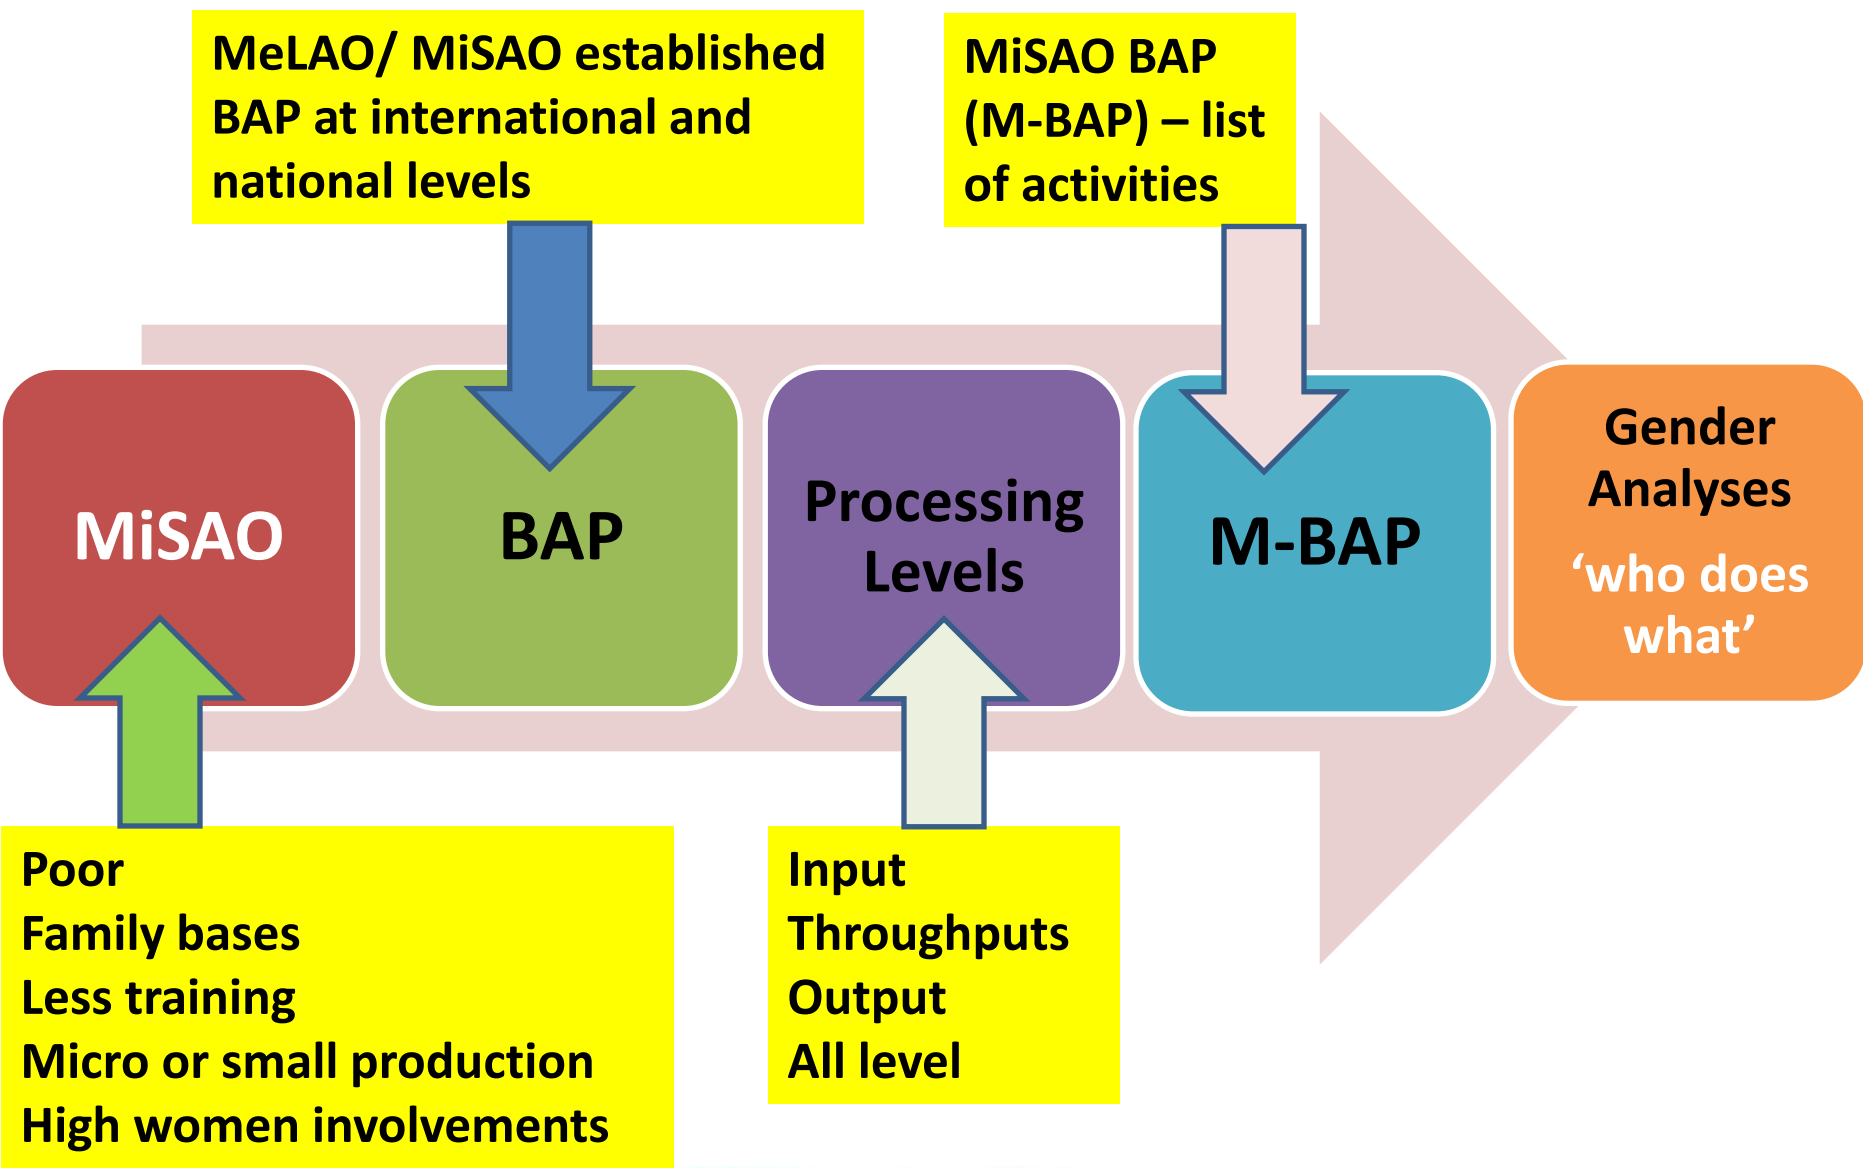 MeLAO/ MiSAO established
BAP at international and
national levels
MiSAO BAP
(M-BAP) – list
of activities
MiSAO
BAP
Processing
Levels
M-BAP
Gender
Analyses
‘who does
what’
Poor
Family bases
Less training
Micro or small production
High women involvements
Input
Throughputs
Output
All level